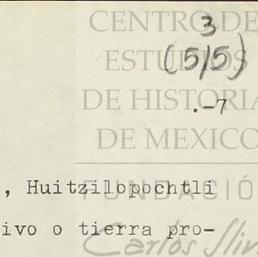 CENTRO DE
3
ESTUDIOS
(5/5)
DE HISTORIA
.-7
DE MEXICO
, Huitzilopochtli
FUNDACIÓN
ivo o tierra pro-
Carlos Slim